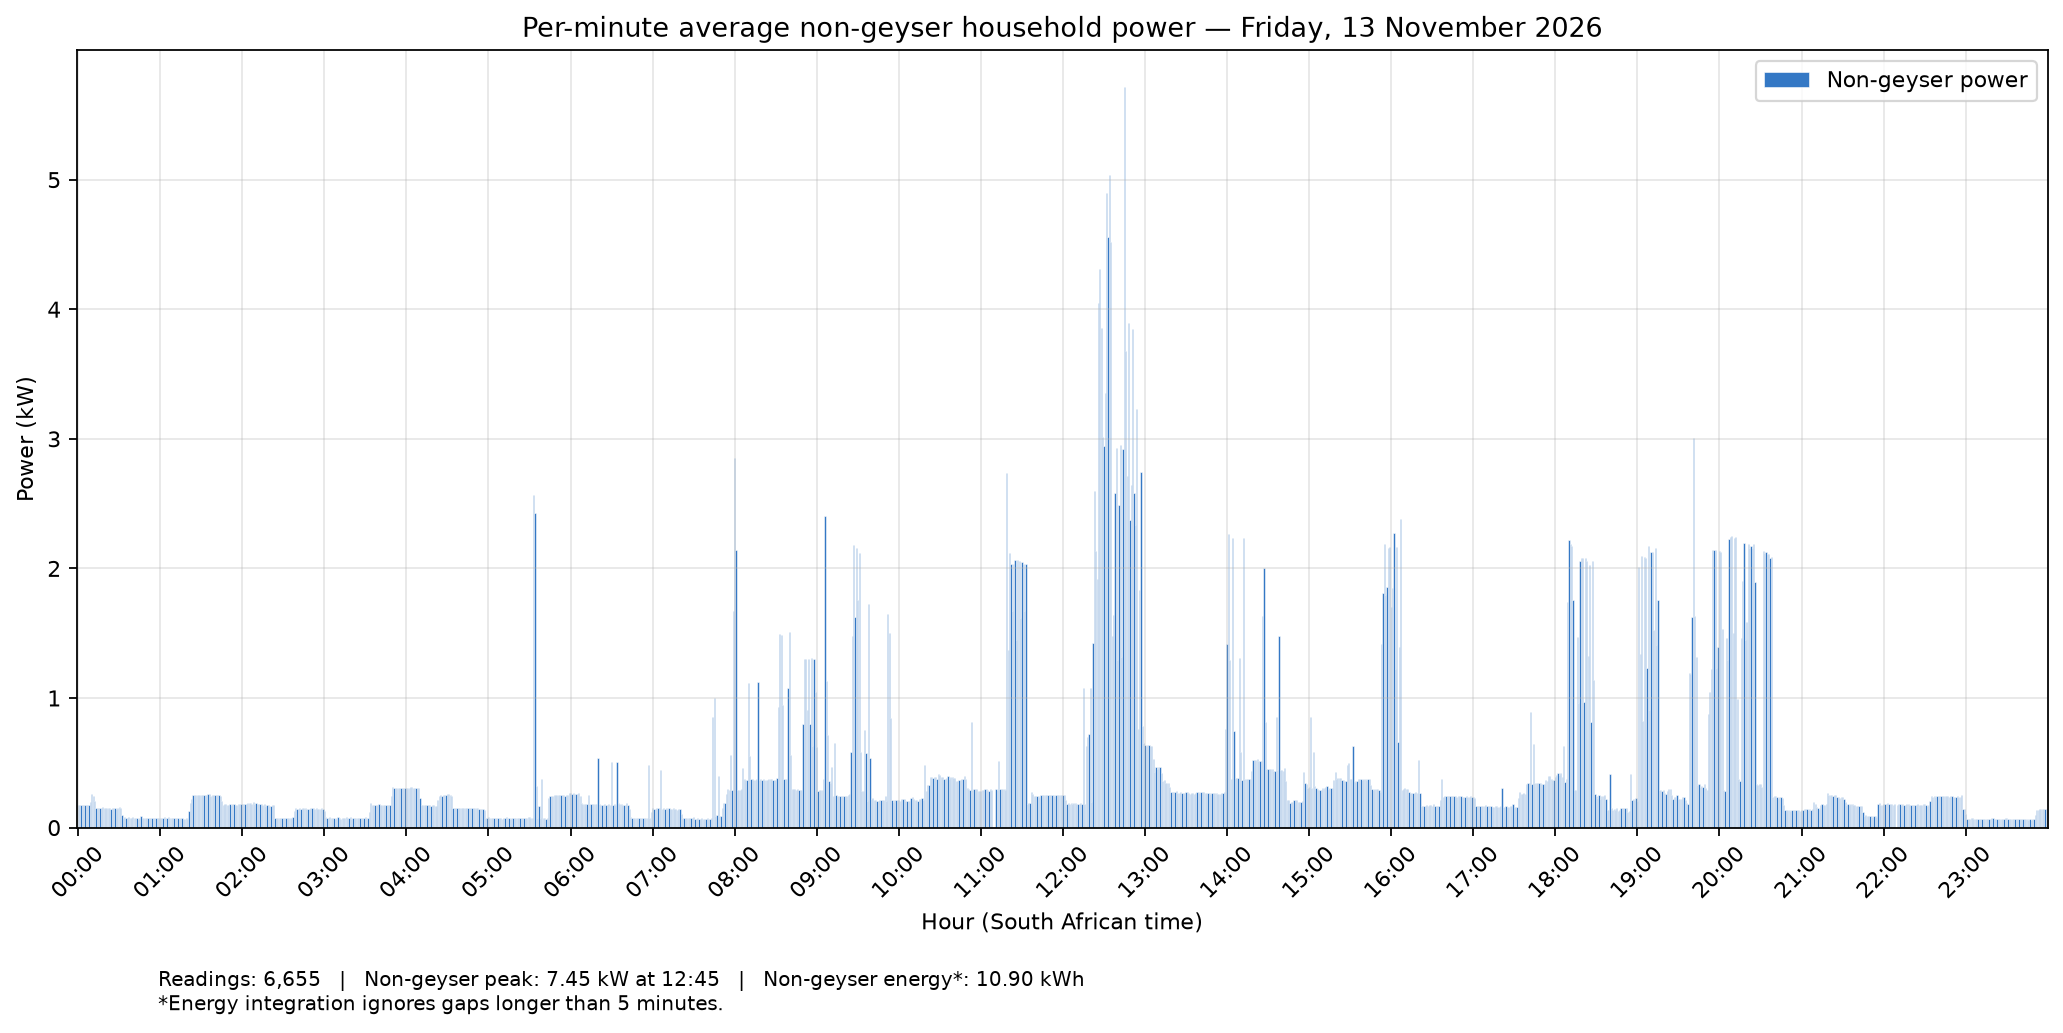 Per-minute average non-geyser household power — Friday, 13 November 2026
Non-geyser power
Power (kW)
5
4
3
2
1
0
00:00 01:00 02:00 03:00 04:00 05:00 06:00 07:00 08:00 09:00 10:00 11:00 12:00 13:00 14:00 15:00 16:00 17:00 18:00 19:00 20:00 21:00 22:00 23:00
Hour (South African time)
Readings: 6,655 | Non-geyser peak: 7.45 kW at 12:45 | Non-geyser energy*: 10.90 kWh
*Energy integration ignores gaps longer than 5 minutes.